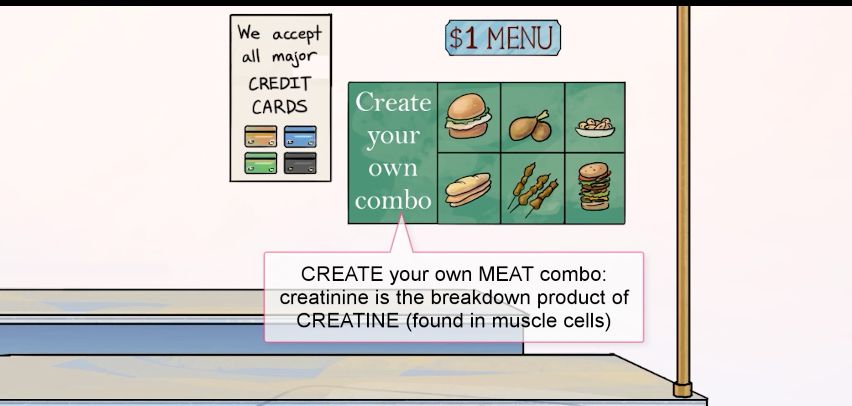 We accept
all major
CREDIT
CARDS
$1 MENU
Create
your
own
combo
CREATE your own MEAT combo:
creatinine is the breakdown product of
CREATINE (found in muscle cells)